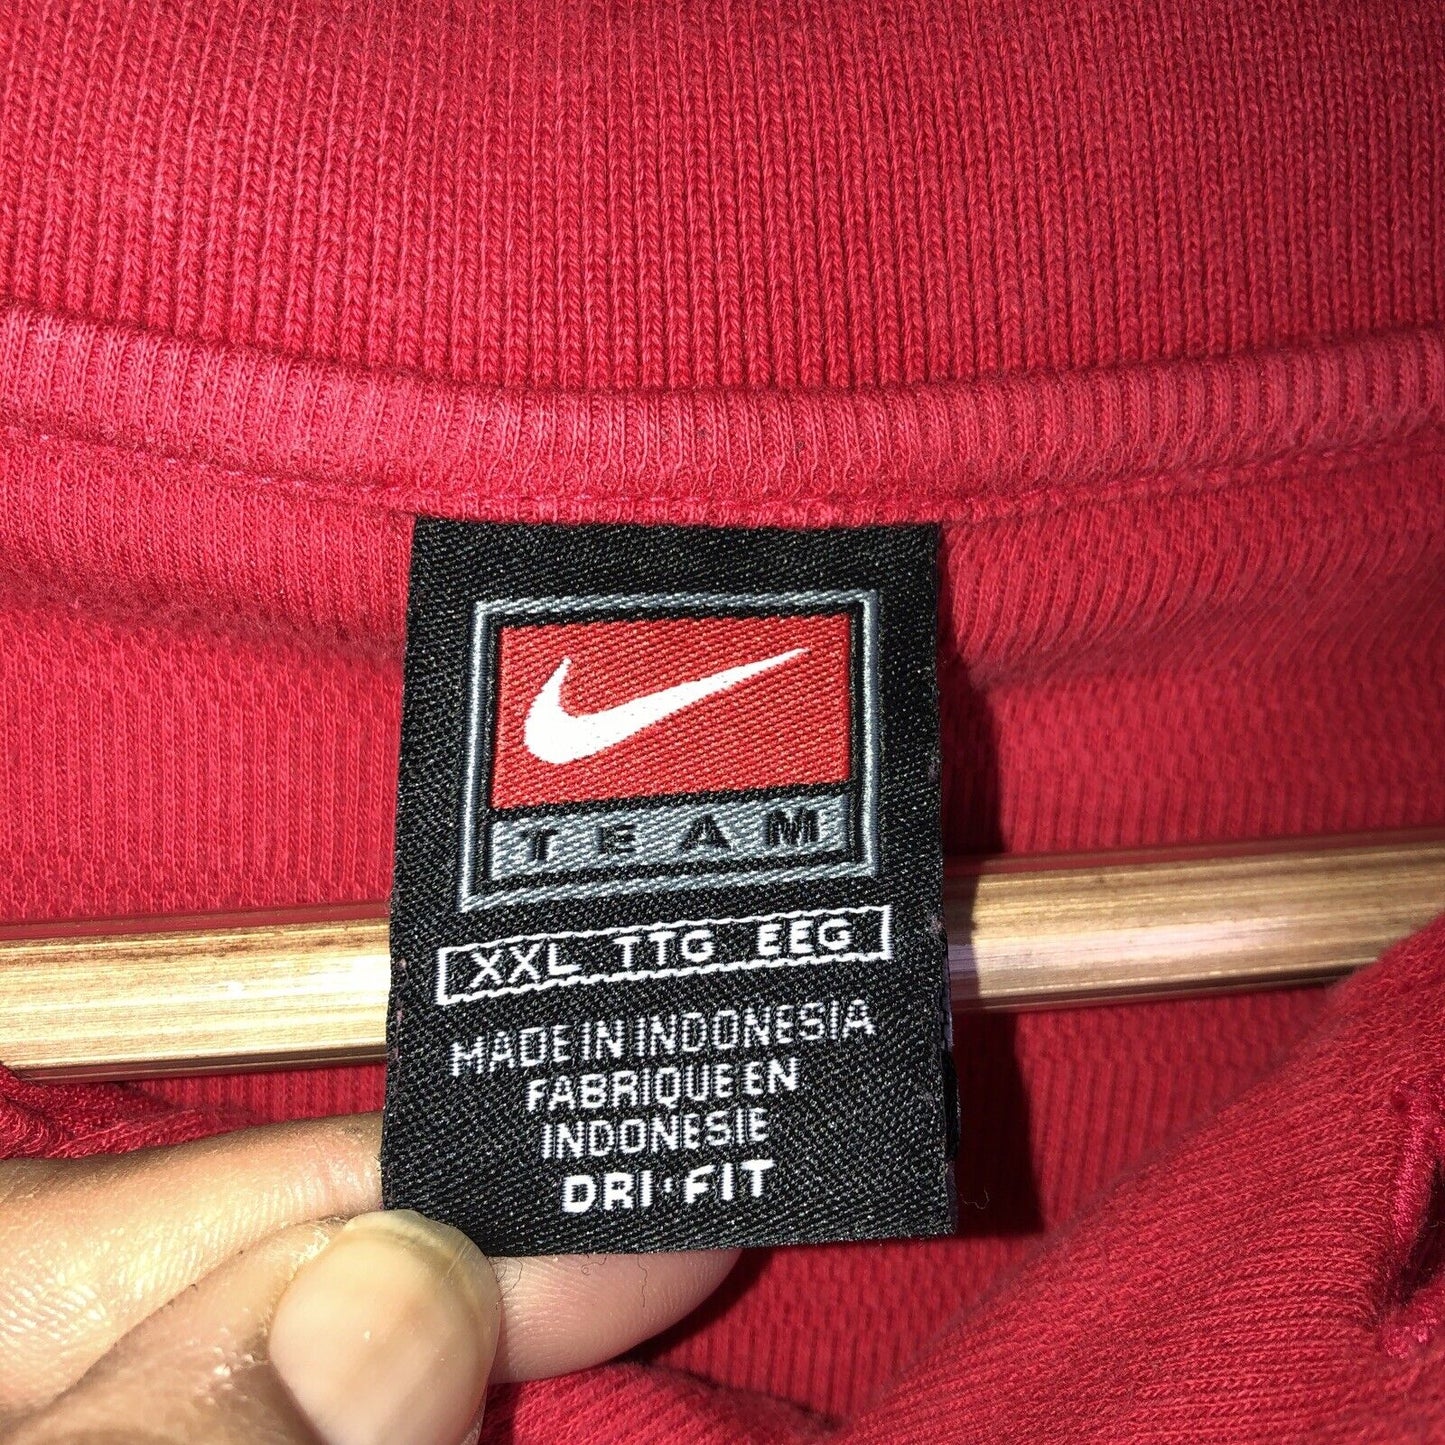 TEAM
XXL TTG EEG
MADE IN INDONESIA
FABRIQUE EN
INDONESIE
DRI•FIT